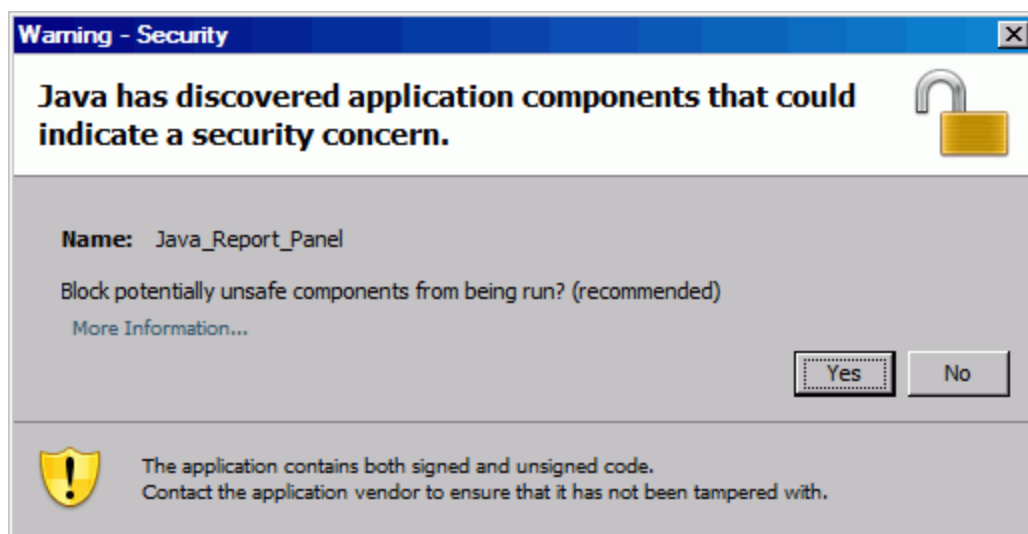 Warning - Security
Java has discovered application components that could
indicate a security concern.
Name: Java_Report_Panel
Block potentially unsafe components from being run? (recommended)
More Information...
Yes No
The application contains both signed and unsigned code.
Contact the application vendor to ensure that it has not been tampered with.